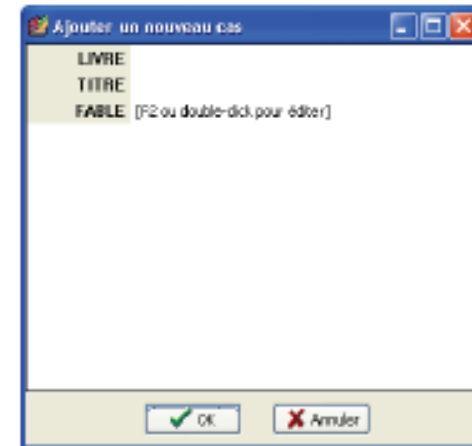 Ajouter un nouveau cas
LIVRE
TITRE
FABLE [F2 ou double-click pour éditer]
OK Annuler